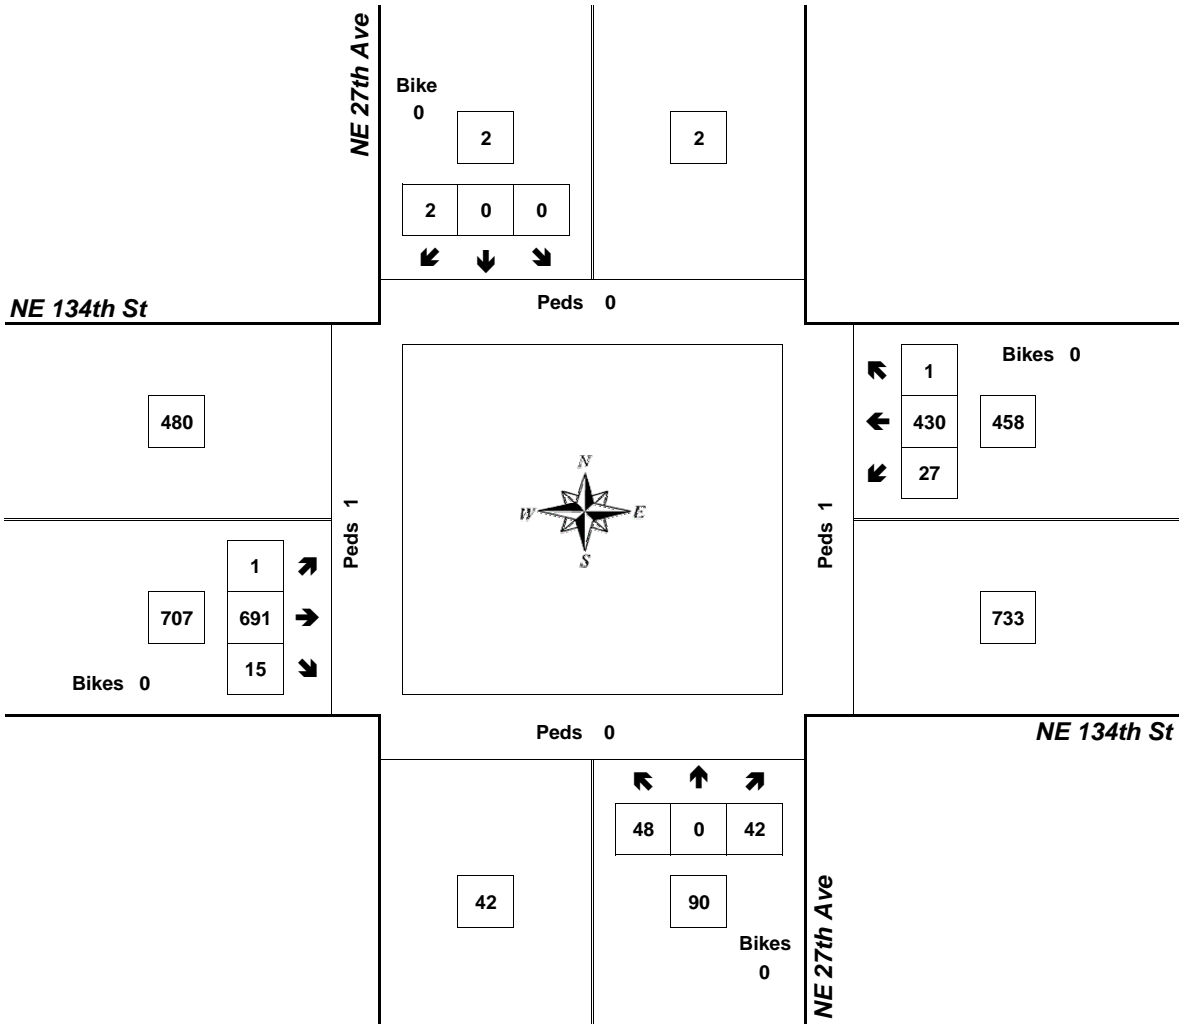 NE 27th Ave
Bike
0
2
2
2 0 0
Peds 0
NE 134th St
Bikes 0
1
430 458
27
480
N
W E
S
Peds 1
Peds 1
1
707 691
15
Bikes 0
733
Peds 0
NE 134th St
48 0 42
42
90
Bikes
0
NE 27th Ave